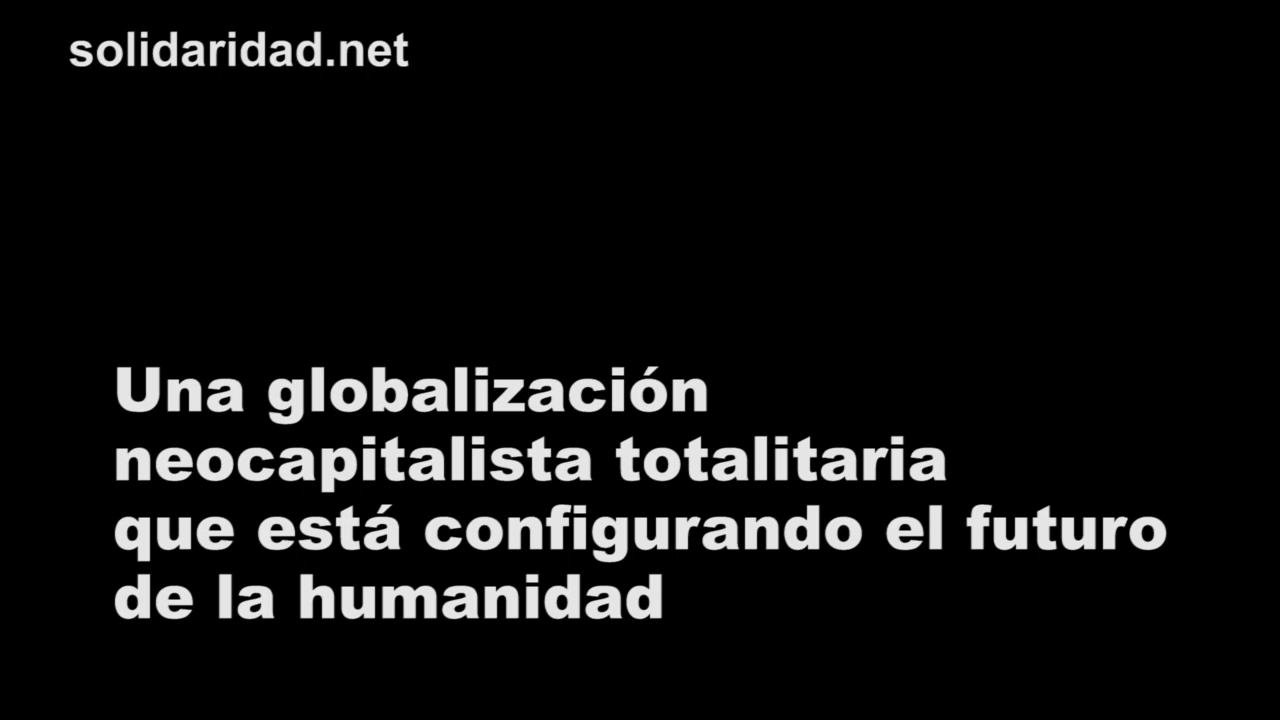 solidaridad.net
Una globalización
neocapitalista totalitaria
que está configurando el futuro
de la humanidad